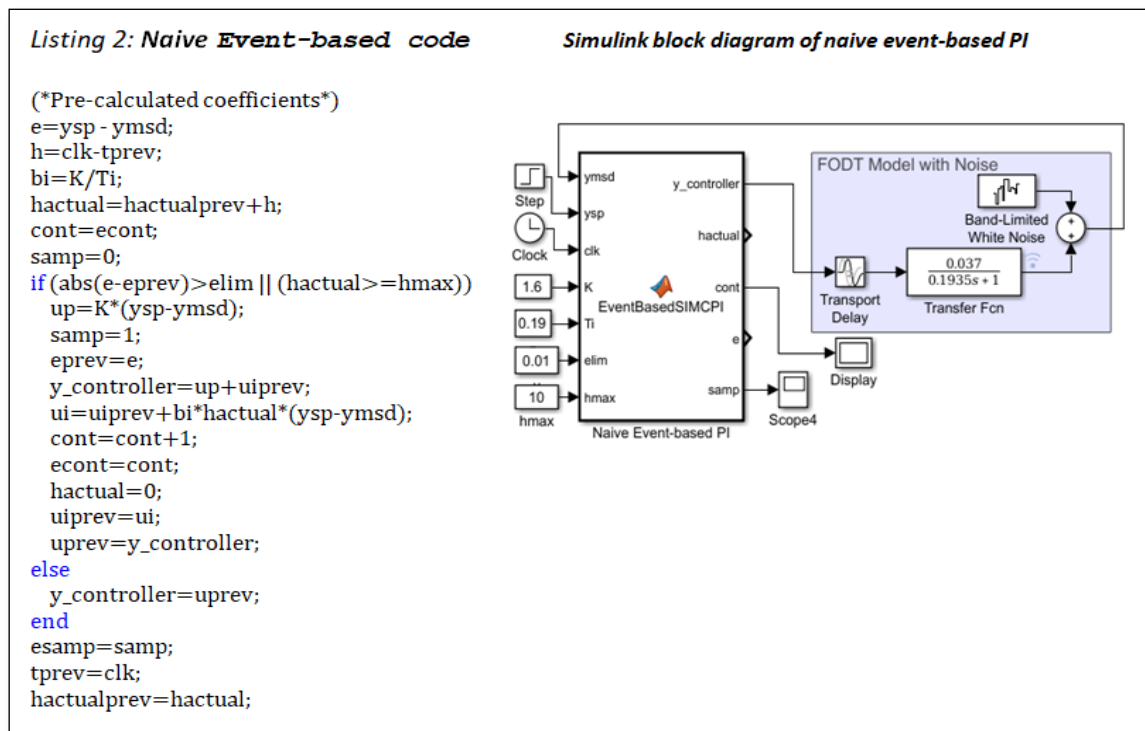 Listing 2: Naive Event-based code
(*Pre-calculated coefficients*)
e=ysp - ymsd;
h=clk-tprev;
bi=K/Ti;
hactual=hactualprev+h;
cont=econt;
samp=0;
if (abs(e-eprev)>elim || (hactual>=hmax))
up=K*(ysp-ymsd);
samp=1;
eprev=e;
y_controller=up+uiprev;
ui=uiprev+bi*hactual*(ysp-ymsd);
cont=cont+1;
econt=cont;
hactual=0;
uiprev=ui;
uprev=y_controller;
else
y_controller=uprev;
end
esamp=samp;
tprev=clk;
hactualprev=hactual;
Simulink block diagram of naive event-based PI
Step
Clock
1.6
0.19
0.01
10
hmax
ymsd
ysp
clk
K
Ti
elim
hmax
EventBasedSIMCPI
y_controller
hactual
cont
e
samp
Naive Event-based PI
FODT Model with Noise
Band-Limited
White Noise
+
+
Transport
Delay
0.037
0.1935s + 1
Transfer Fcn
Display
Scope4